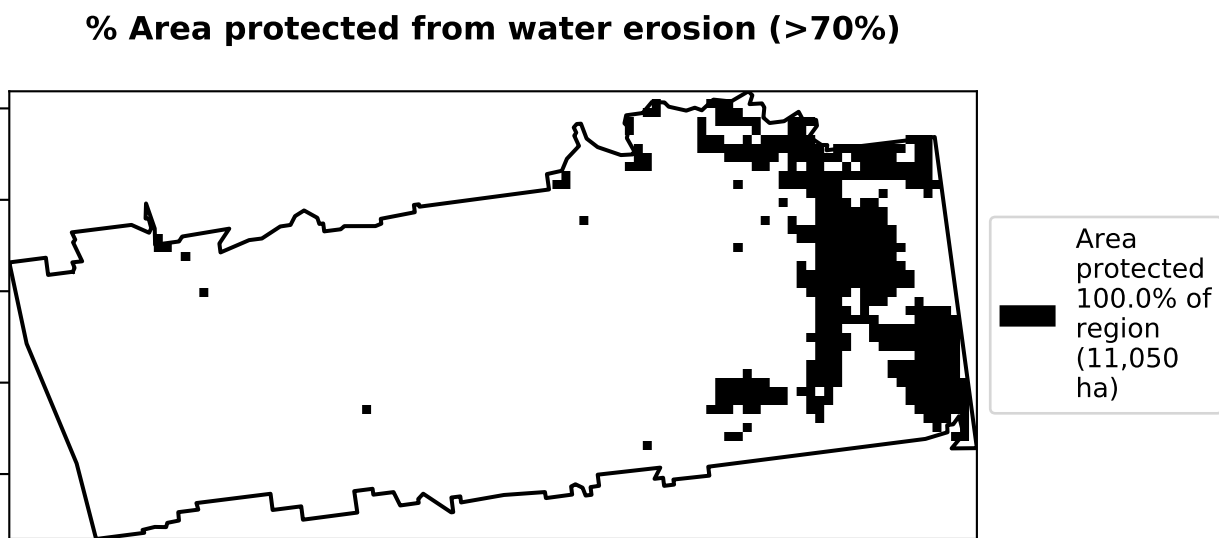 % Area protected from water erosion (>70%)
Area
protected
100.0% of
region
(11,050
ha)